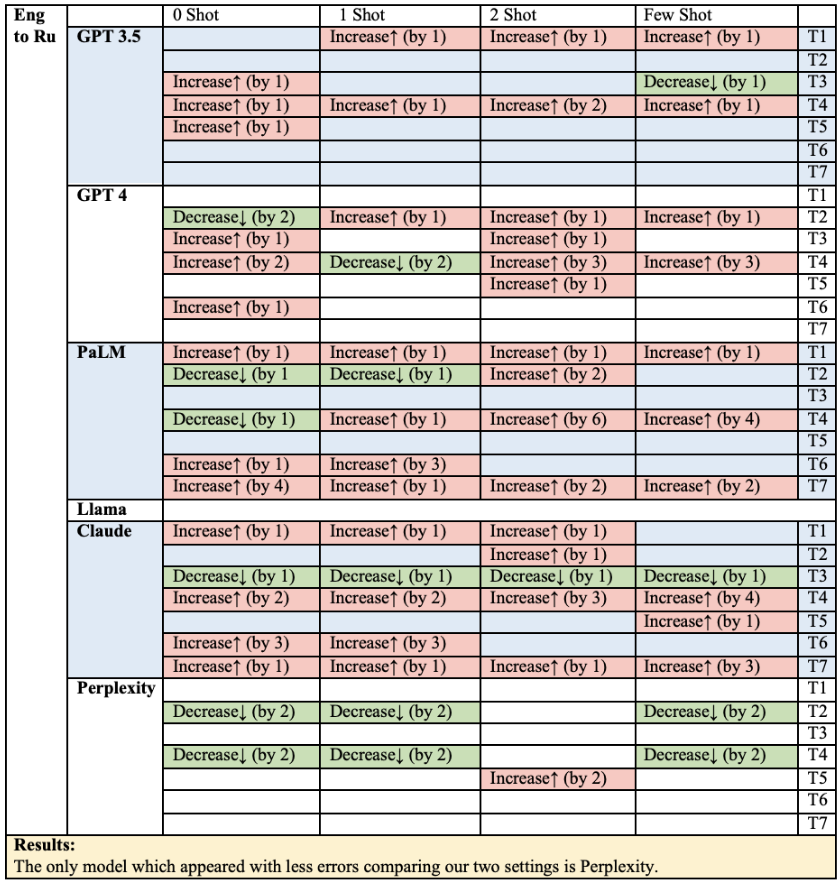 Eng 0 Shot 1 Shot 2 Shot Few Shot
to Ru GPT 3.5 Increase↑ (by 1) Increase↑ (by 1) Increase↑ (by 1) T1
T2
Increase↑ (by 1) Decrease↓ (by 1) T3
Increase↑ (by 1) Increase↑ (by 1) Increase↑ (by 2) Increase↑ (by 1) T4
Increase↑ (by 1) T5
T6
T7
GPT 4 T1
Decrease↓ (by 2) Increase↑ (by 1) Increase↑ (by 1) Increase↑ (by 1) T2
Increase↑ (by 1) Increase↑ (by 1) T3
Increase↑ (by 2) Decrease↓ (by 2) Increase↑ (by 3) Increase↑ (by 3) T4
Increase↑ (by 1) T5
Increase↑ (by 1) T6
T7
PaLM Increase↑ (by 1) Increase↑ (by 1) Increase↑ (by 1) Increase↑ (by 1) T1
Decrease↓ (by 1 Decrease↓ (by 1) Increase↑ (by 2) T2
T3
Decrease↓ (by 1) Increase↑ (by 1) Increase↑ (by 6) Increase↑ (by 4) T4
T5
Increase↑ (by 1) Increase↑ (by 3) T6
Increase↑ (by 4) Increase↑ (by 1) Increase↑ (by 2) Increase↑ (by 2) T7
Llama
Claude Increase↑ (by 1) Increase↑ (by 1) Increase↑ (by 1) T1
Increase↑ (by 1) T2
Decrease↓ (by 1) Decrease↓ (by 1) Decrease↓ (by 1) Decrease↓ (by 1) T3
Increase↑ (by 2) Increase↑ (by 2) Increase↑ (by 3) Increase↑ (by 4) T4
Increase↑ (by 1) T5
Increase↑ (by 3) Increase↑ (by 3) T6
Increase↑ (by 1) Increase↑ (by 1) Increase↑ (by 1) Increase↑ (by 3) T7
Perplexity T1
Decrease↓ (by 2) Decrease↓ (by 2) Decrease↓ (by 2) T2
T3
Decrease↓ (by 2) Decrease↓ (by 2) Decrease↓ (by 2) T4
Increase↑ (by 2) T5
T6
T7
Results:
The only model which appeared with less errors comparing our two settings is Perplexity.